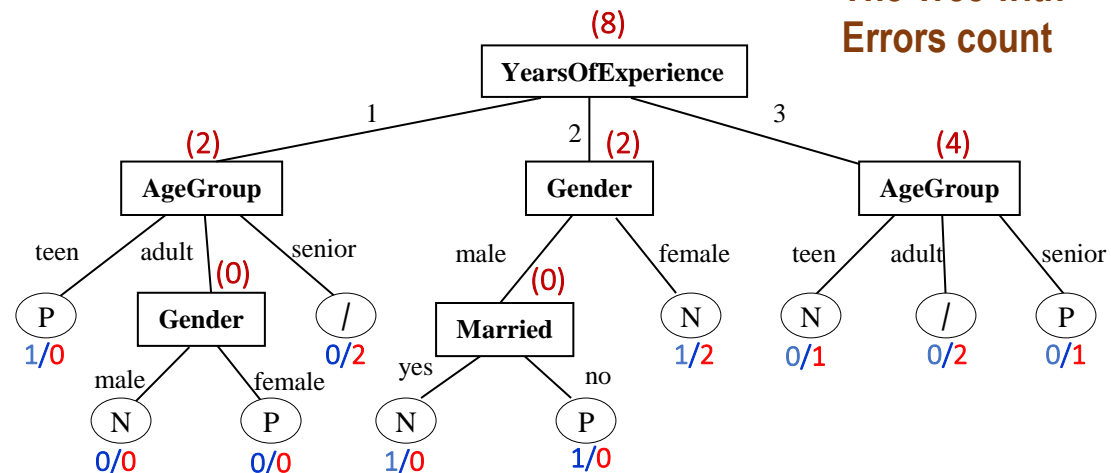 Errors count
(8)
YearsOfExperience
1
2
3
(2)
(2)
(4)
AgeGroup
Gender
AgeGroup
teen
adult
senior
male
female
teen
adult
senior
(0)
(0)
P
Gender
/
Married
N
N
/
P
1/0
0/2
1/2
0/1
0/2
0/1
male
female
yes
no
N
P
N
P
0/0
0/0
1/0
1/0